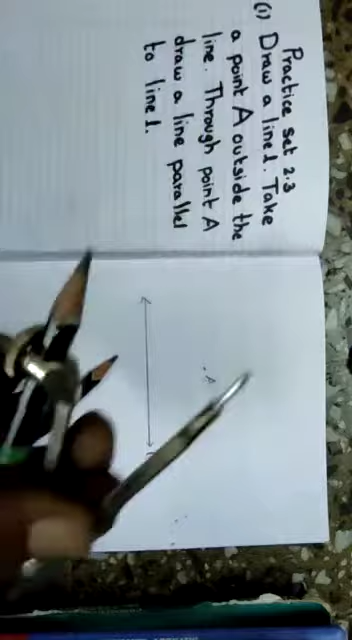 Practice set 2.3
(1) Draw a line l. Take
a point A outside the
line. Through point A
draw a line parallel
to line l.
A